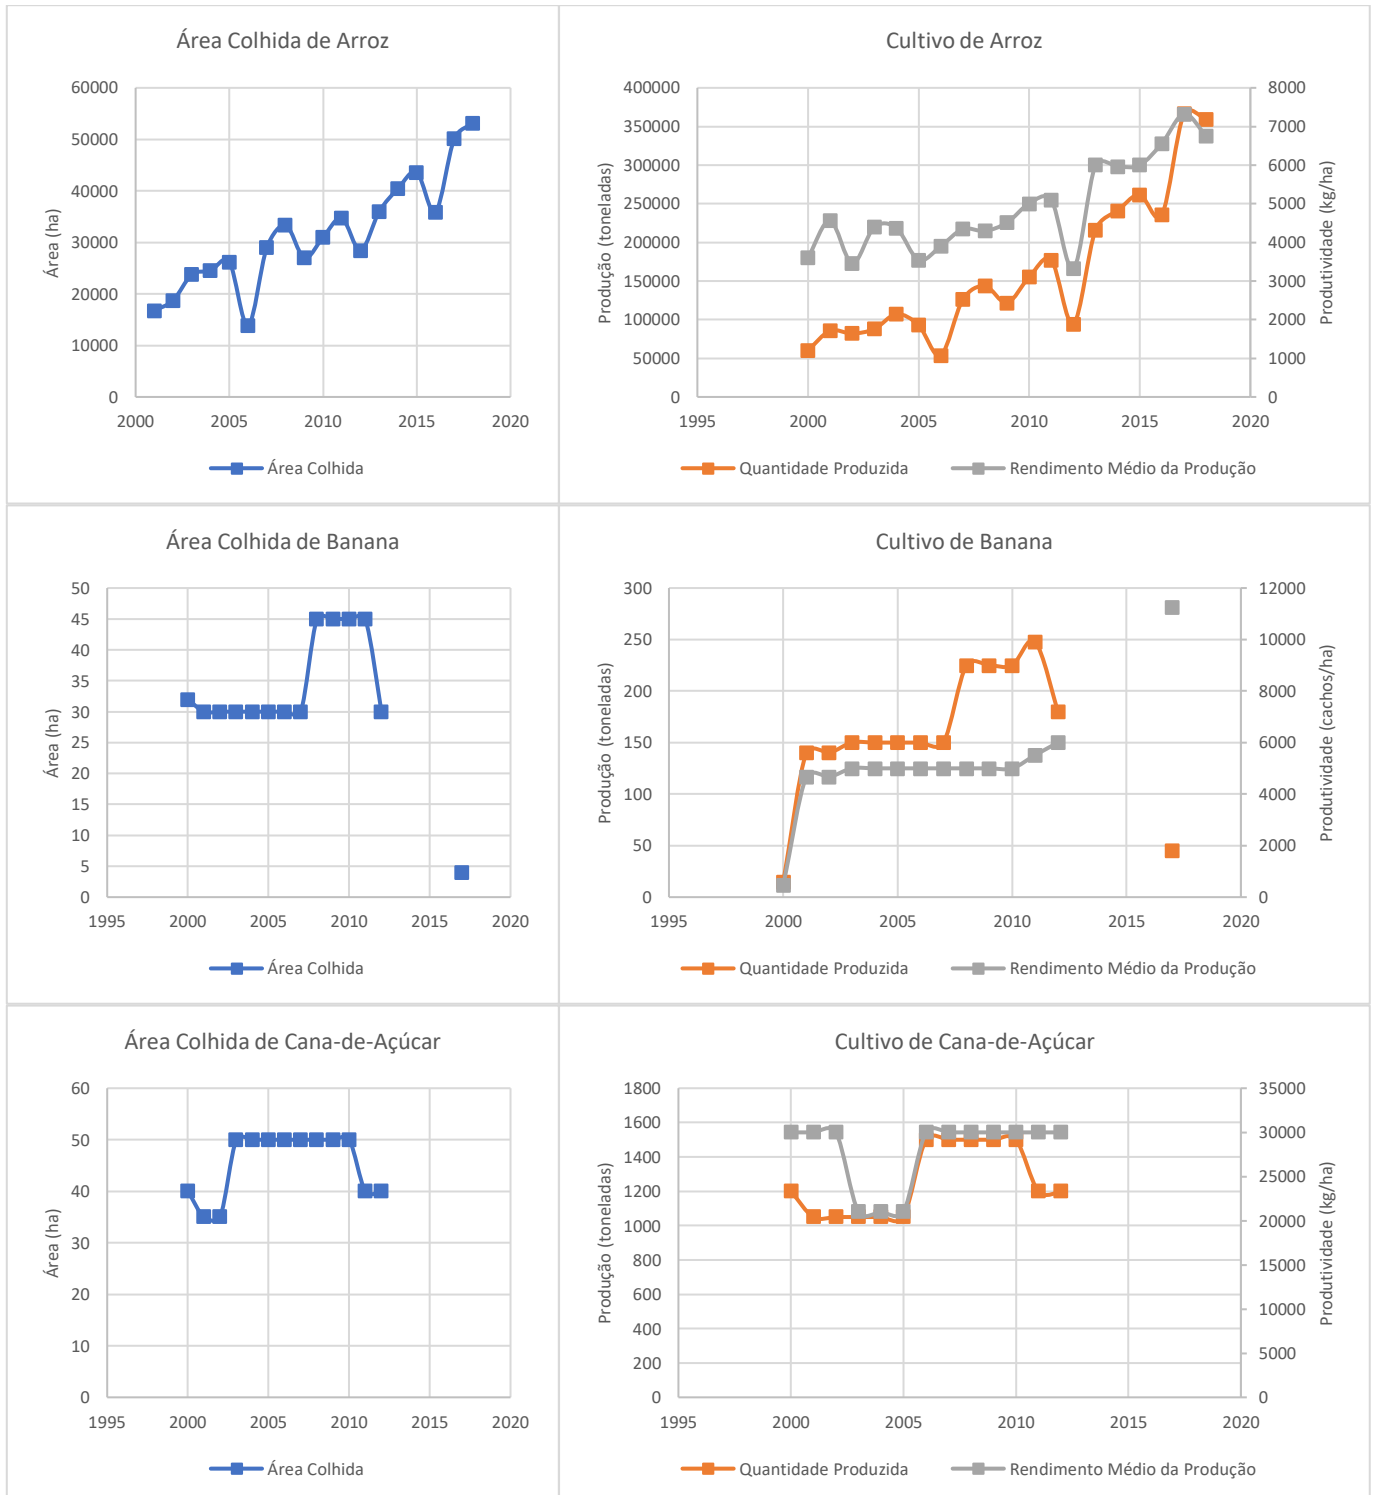 Área Colhida de Arroz
60000
50000
40000
30000
20000
10000
0
Área (ha)
2000 2005 2010 2015 2020
Área Colhida
Cultivo de Arroz
400000
350000
300000
250000
200000
150000
100000
50000
0
Produção (toneladas)
8000
7000
6000
5000
4000
3000
2000
1000
0
Produtividade (kg/ha)
1995 2000 2005 2010 2015 2020
Quantidade Produzida Rendimento Médio da Produção
Área Colhida de Banana
50
45
40
35
30
25
20
15
10
5
0
Área (ha)
1995 2000 2005 2010 2015 2020
Área Colhida
Cultivo de Banana
300
250
200
150
100
50
0
Produção (toneladas)
12000
10000
8000
6000
4000
2000
0
Produtividade (cachos/ha)
1995 2000 2005 2010 2015 2020
Quantidade Produzida Rendimento Médio da Produção
Área Colhida de Cana-de-Açúcar
60
50
40
30
20
10
0
Área (ha)
1995 2000 2005 2010 2015 2020
Área Colhida
Cultivo de Cana-de-Açúcar
1800
1600
1400
1200
1000
800
600
400
200
0
Produção (toneladas)
35000
30000
25000
20000
15000
10000
5000
0
Produtividade (kg/ha)
1995 2000 2005 2010 2015 2020
Quantidade Produzida Rendimento Médio da Produção